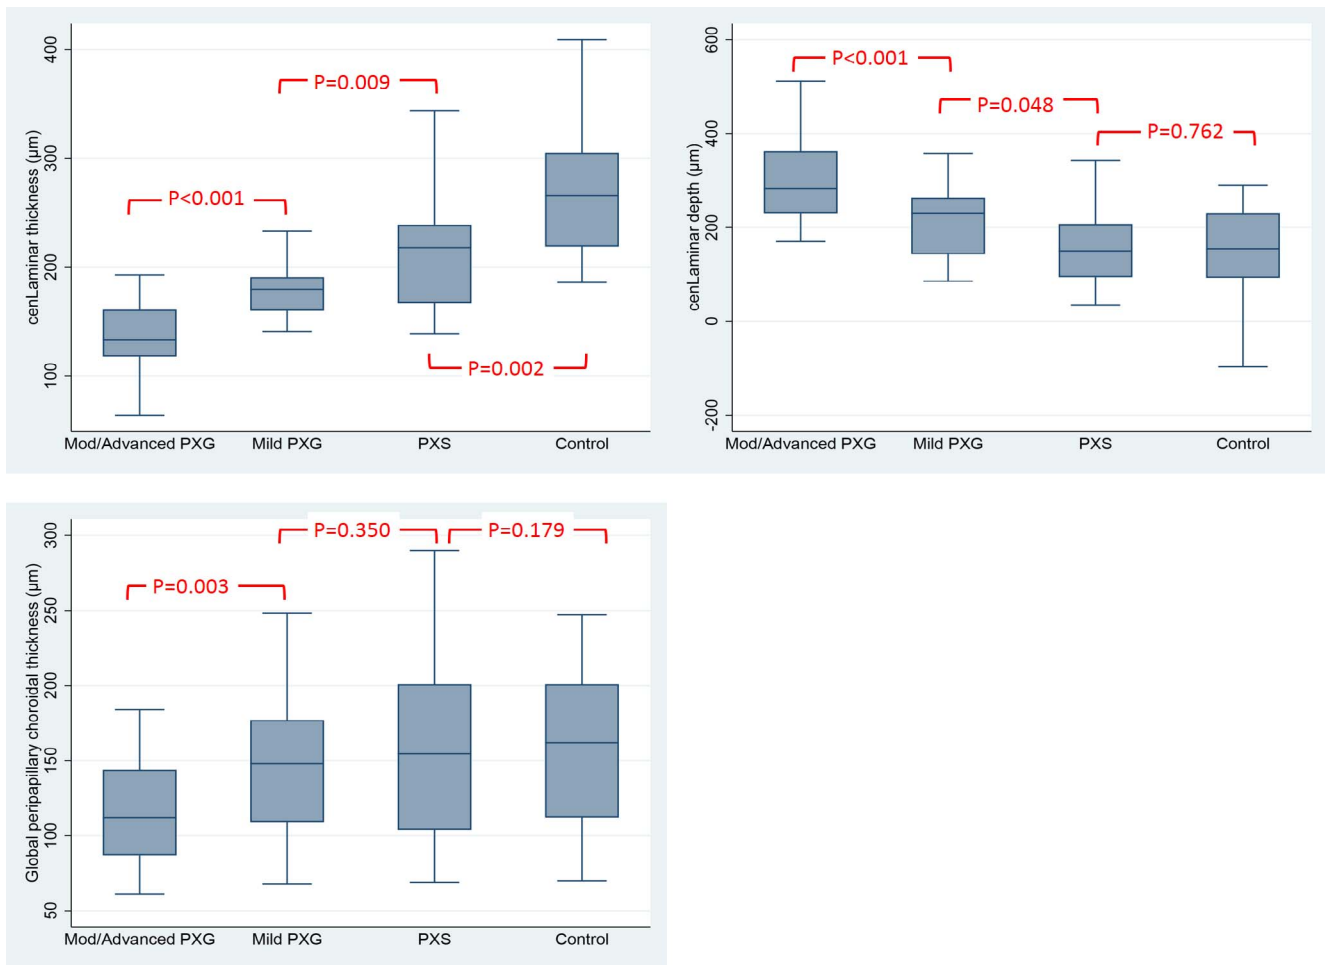 cenLaminar thickness (μm)
400
300
200
100
P=0.009
P<0.001
P=0.002
Mod/Advanced PXG Mild PXG PXS Control
cenLaminar depth (μm)
600
400
200
0
-200
P<0.001
P=0.048
P=0.762
Mod/Advanced PXG Mild PXG PXS Control
Global peripapillary choroidal thickness (μm)
300
250
200
150
100
50
P=0.350 P=0.179
P=0.003
Mod/Advanced PXG Mild PXG PXS Control